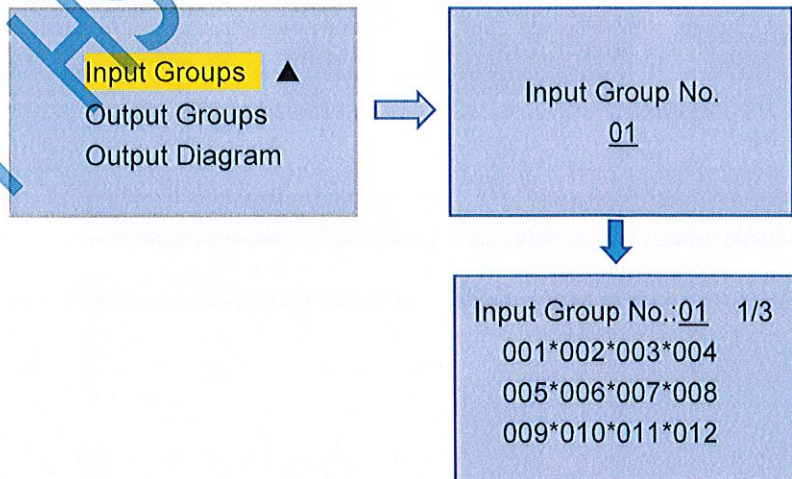 Input Groups ▲
Output Groups
Output Diagram
Input Group No.
01
Input Group No.:01 1/3
001*002*003*004
005*006*007*008
009*010*011*012